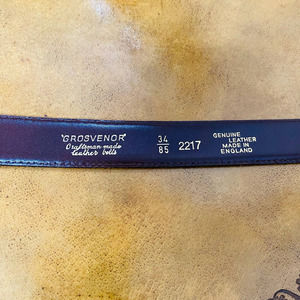 'GROSVENOR'
Craftsman made
leather belts
34
85
2217
GENUINE
LEATHER
MADE IN
ENGLAND